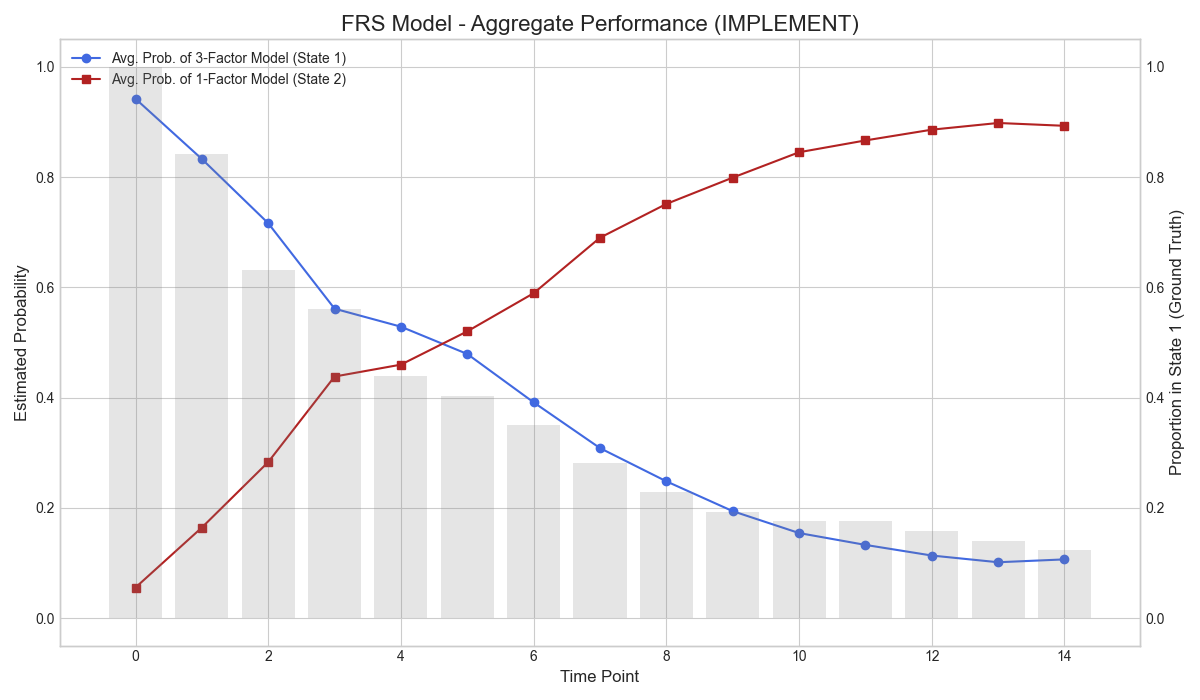 FRS Model - Aggregate Performance (IMPLEMENT)
Avg. Prob. of 3-Factor Model (State 1)
Avg. Prob. of 1-Factor Model (State 2)
Estimated Probability
1.0
0.8
0.6
0.4
0.2
0.0
1.0
0.8
0.6
0.4
0.2
0.0
Proportion in State 1 (Ground Truth)
0 2 4 6 8 10 12 14
Time Point